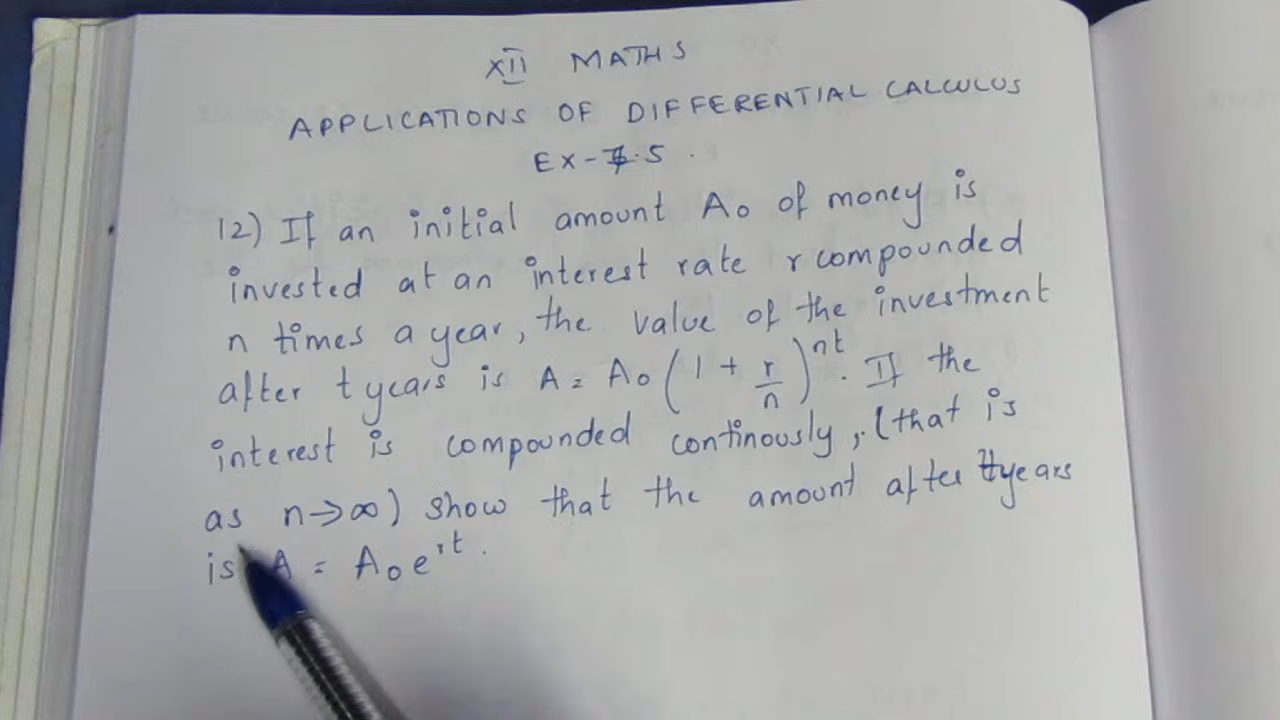 XII MATHS
APPLICATIONS OF DIFFERENTIAL CALCULUS
EX-7.5
12) If an initial amount A₀ of money is
invested at an interest rate r compounded
n times a year, the value of the investment
after t years is A = A₀ (1 + r/n)^nt. If the
interest is compounded continously, (that is
as n→∞) show that the amount after t years
is A = A₀e^rt.